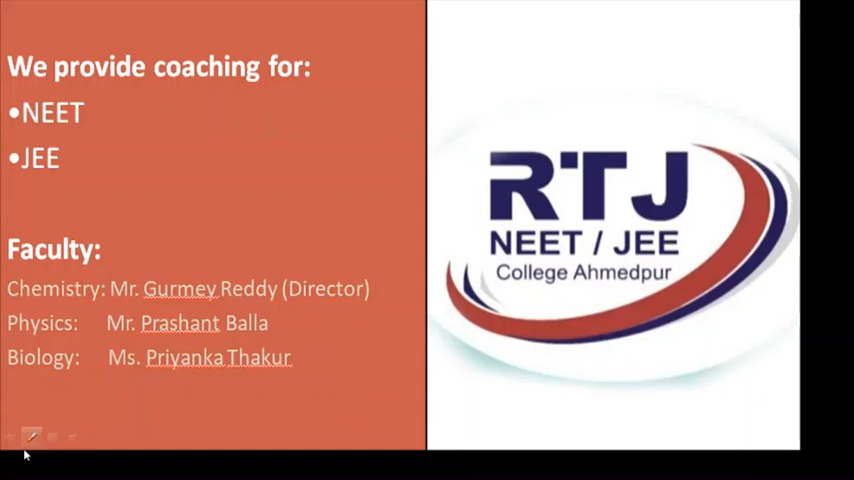 We provide coaching for:
•NEET
•JEE
Faculty:
Chemistry: Mr. Gurmey Reddy (Director)
Physics: Mr. Prashant Balla
Biology: Ms. Priyanka Thakur
RTJ
NEET / JEE
College Ahmedpur